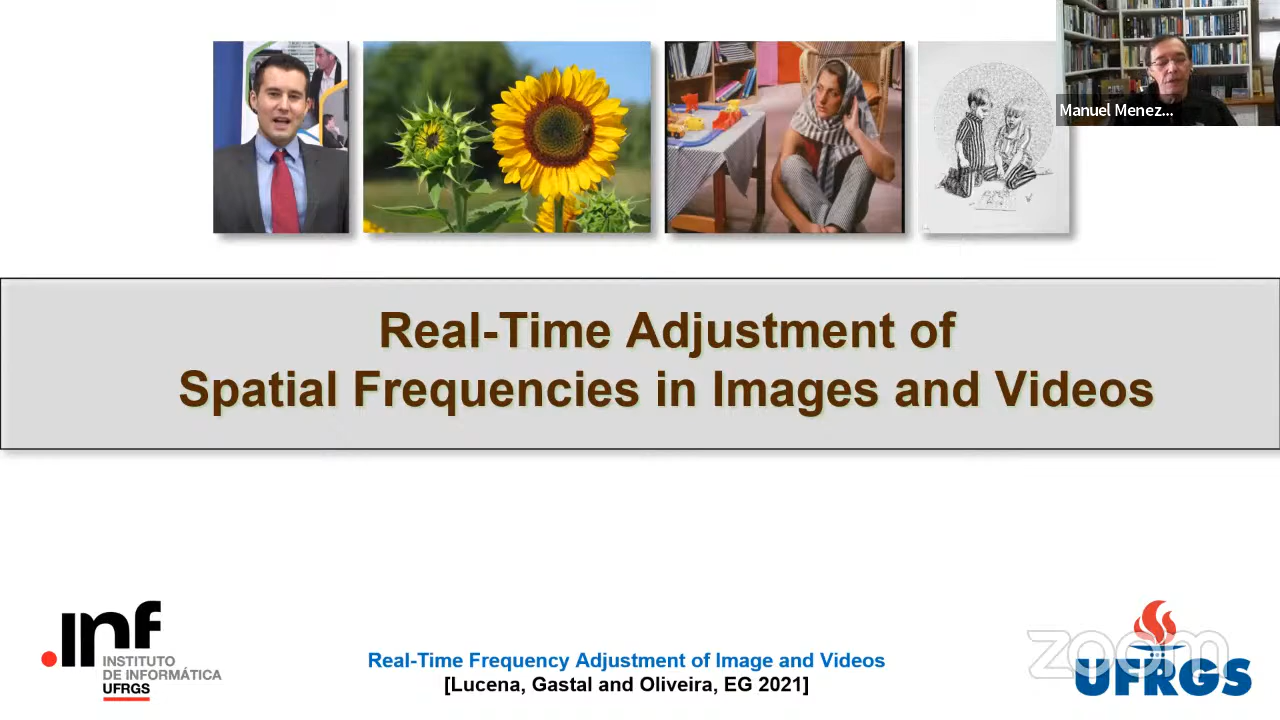 Manuel Menez...
Real-Time Adjustment of
Spatial Frequencies in Images and Videos
.inf
INSTITUTO
DE INFORMÁTICA
UFRGS
Real-Time Frequency Adjustment of Image and Videos
[Lucena, Gastal and Oliveira, EG 2021]
zoom
UFRGS